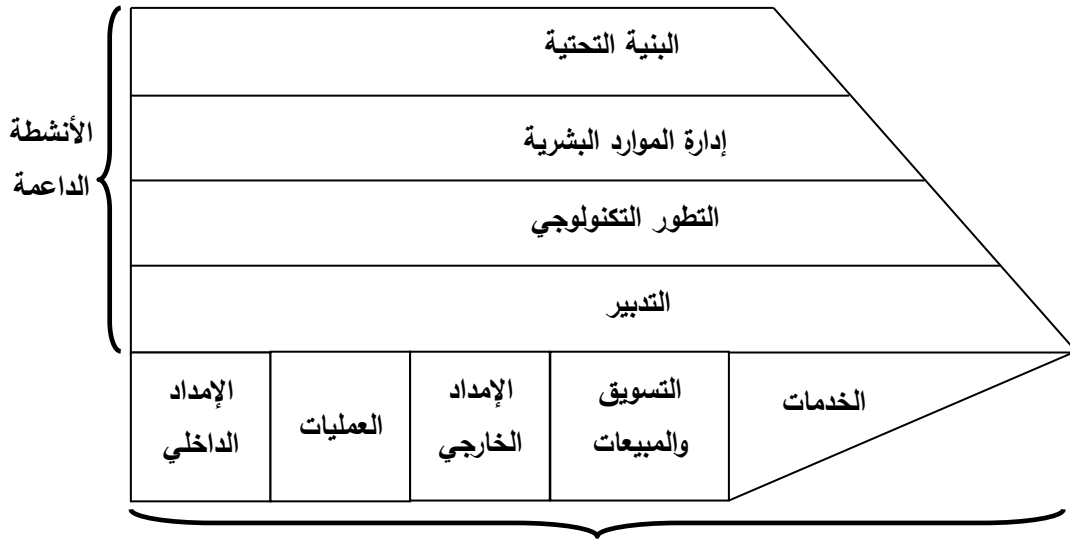 البنية التحتية
إدارة الموارد البشرية
التطور التكنولوجي
التدبير
الأنشطة
الداعمة
الإمداد
الداخلي
العمليات
الإمداد
الخارجي
التسويق
والمبيعات
الخدمات